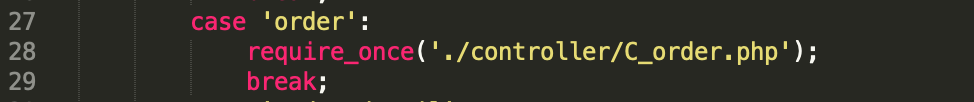 27 case 'order':
28 require_once('./controller/C_order.php');
29 break;